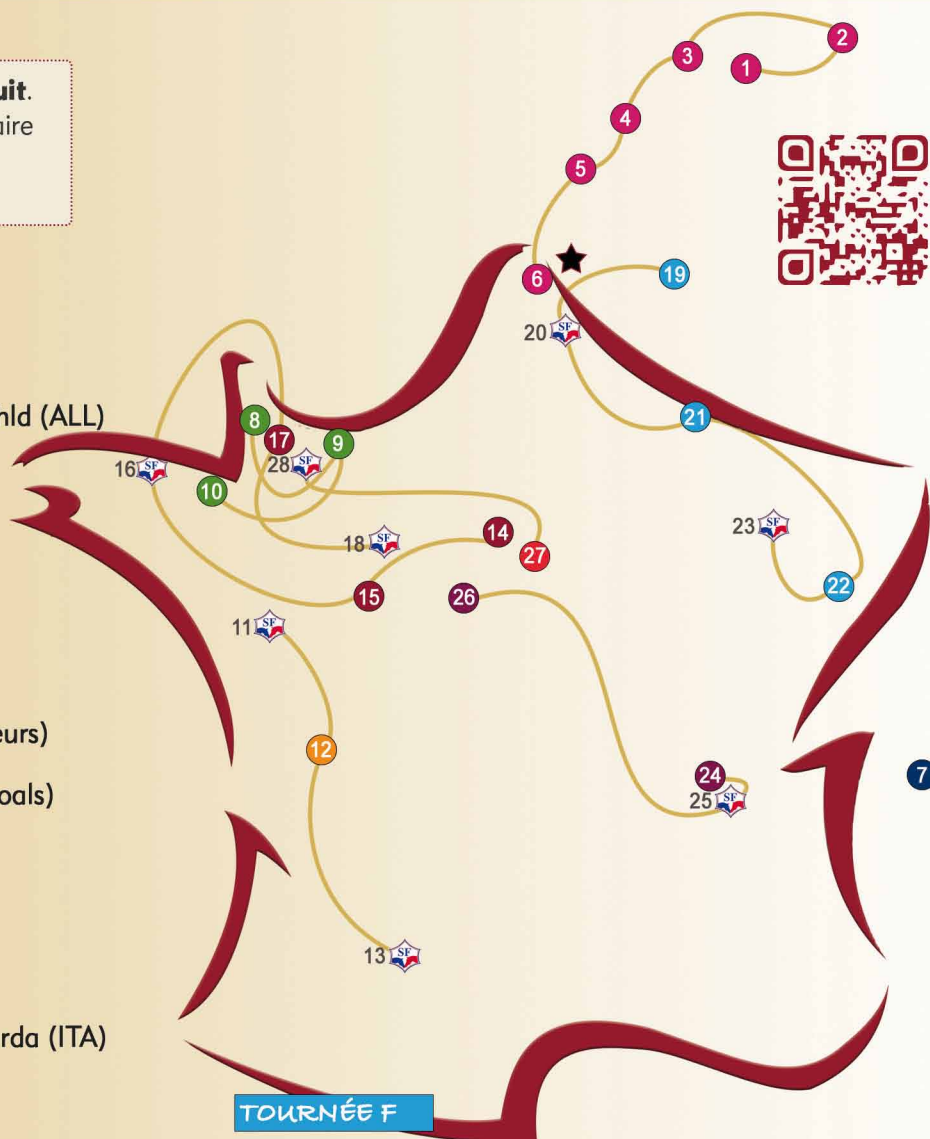 uit.
aire
2
3
1
4
5
6
19
20 SF
nld (ALL)
8
17
9
21
16 SF
28 SF
10
23 SF
14
18 SF
27
22
15
26
11 SF
eurs)
12
24
7
oals)
25 SF
13 SF
rda (ITA)
TOURNÉE F